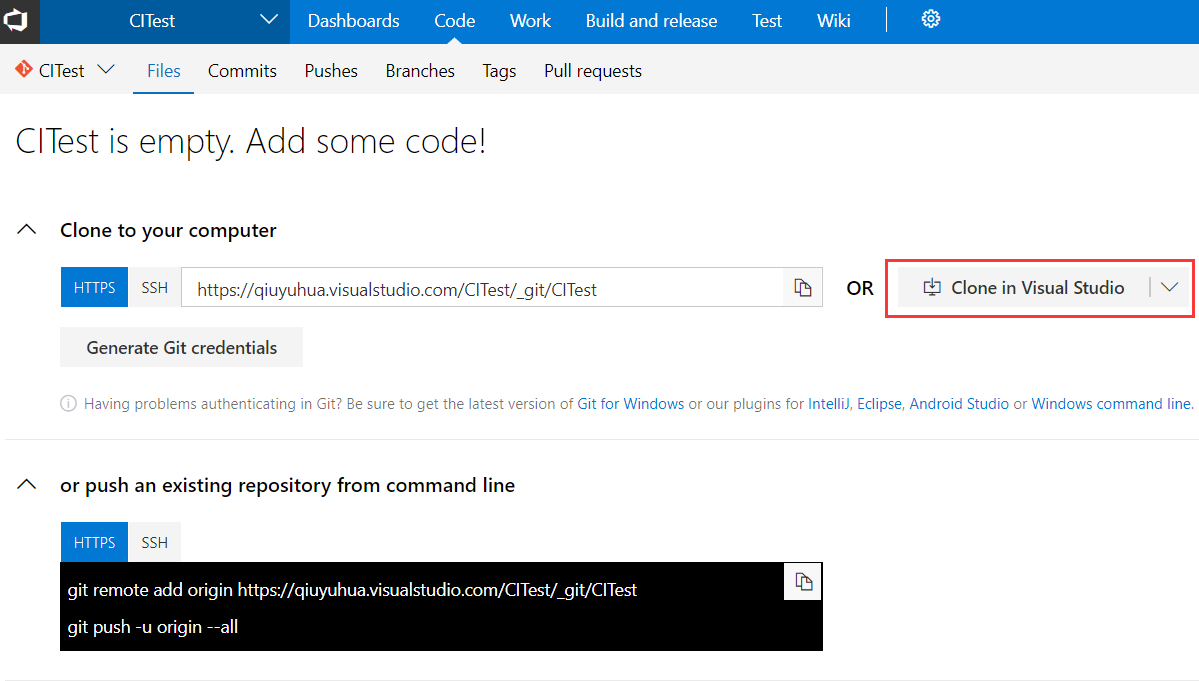 CITest Dashboards Code Work Build and release Test Wiki
CITest Files Commits Pushes Branches Tags Pull requests
CITest is empty. Add some code!
Clone to your computer
HTTPS SSH https://qiuyuhua.visualstudio.com/CITest/_git/CITest OR Clone in Visual Studio
Generate Git credentials
Having problems authenticating in Git? Be sure to get the latest version of Git for Windows or our plugins for IntelliJ, Eclipse, Android Studio or Windows command line.
or push an existing repository from command line
HTTPS SSH
git remote add origin https://qiuyuhua.visualstudio.com/CITest/_git/CITest
git push -u origin --all